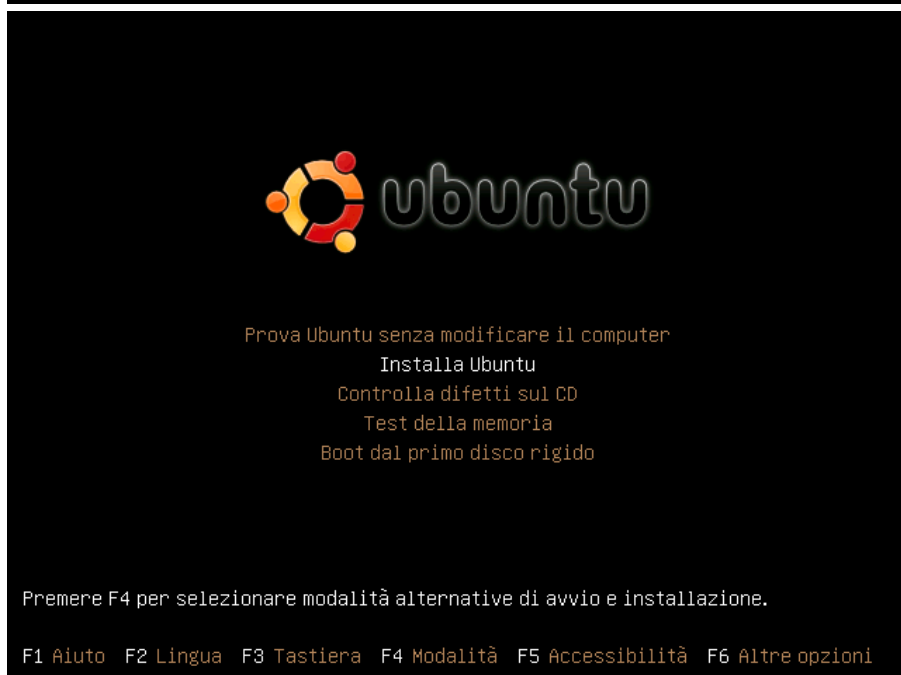 ubuntu
Prova Ubuntu senza modificare il computer
Installa Ubuntu
Controlla difetti sul CD
Test della memoria
Boot dal primo disco rigido
Premere F4 per selezionare modalità alternative di avvio e installazione.
F1 Aiuto F2 Lingua F3 Tastiera F4 Modalità F5 Accessibilità F6 Altre opzioni